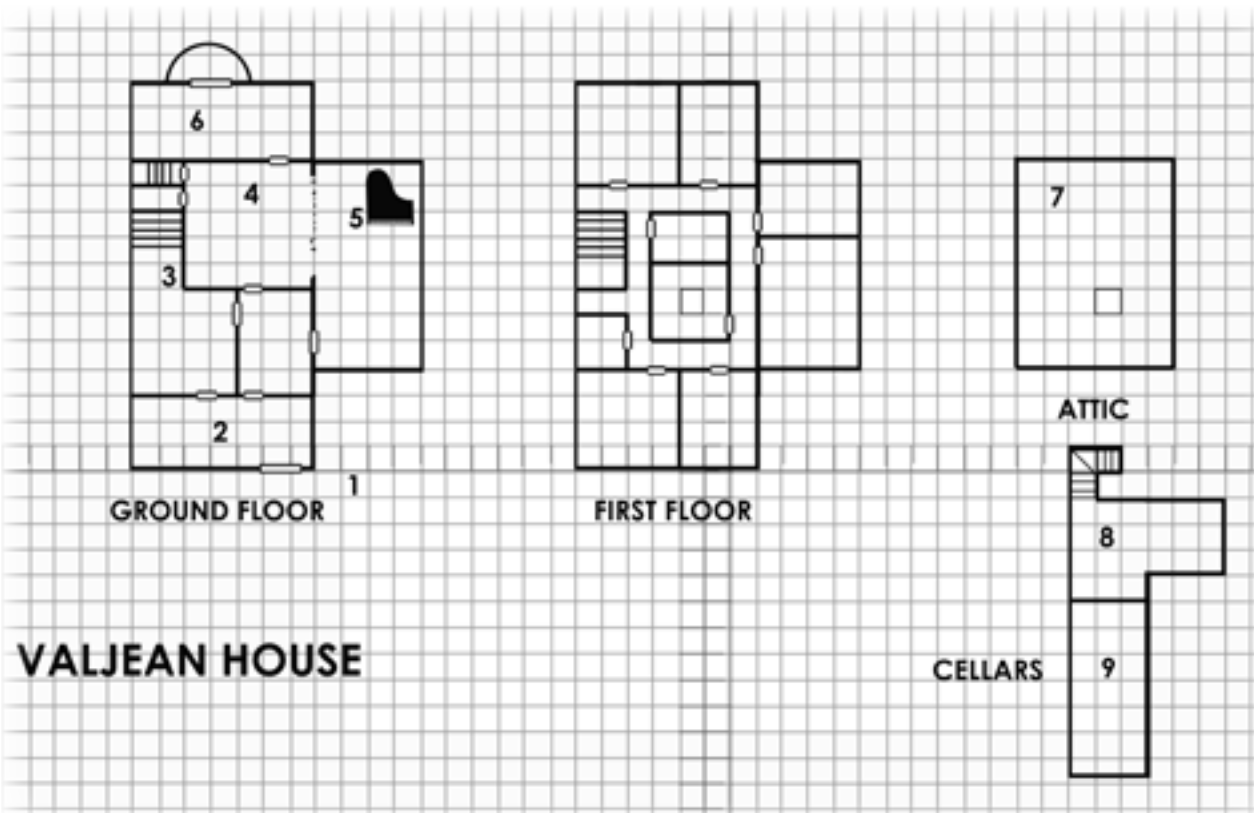 6
4
5
3
2
1
GROUND FLOOR
FIRST FLOOR
7
ATTIC
8
9
CELLARS
VALJEAN HOUSE